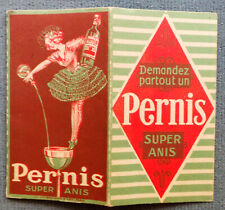 Pernis
SUPER ANIS
Demandez
partout un
Pernis
SUPER
ANIS